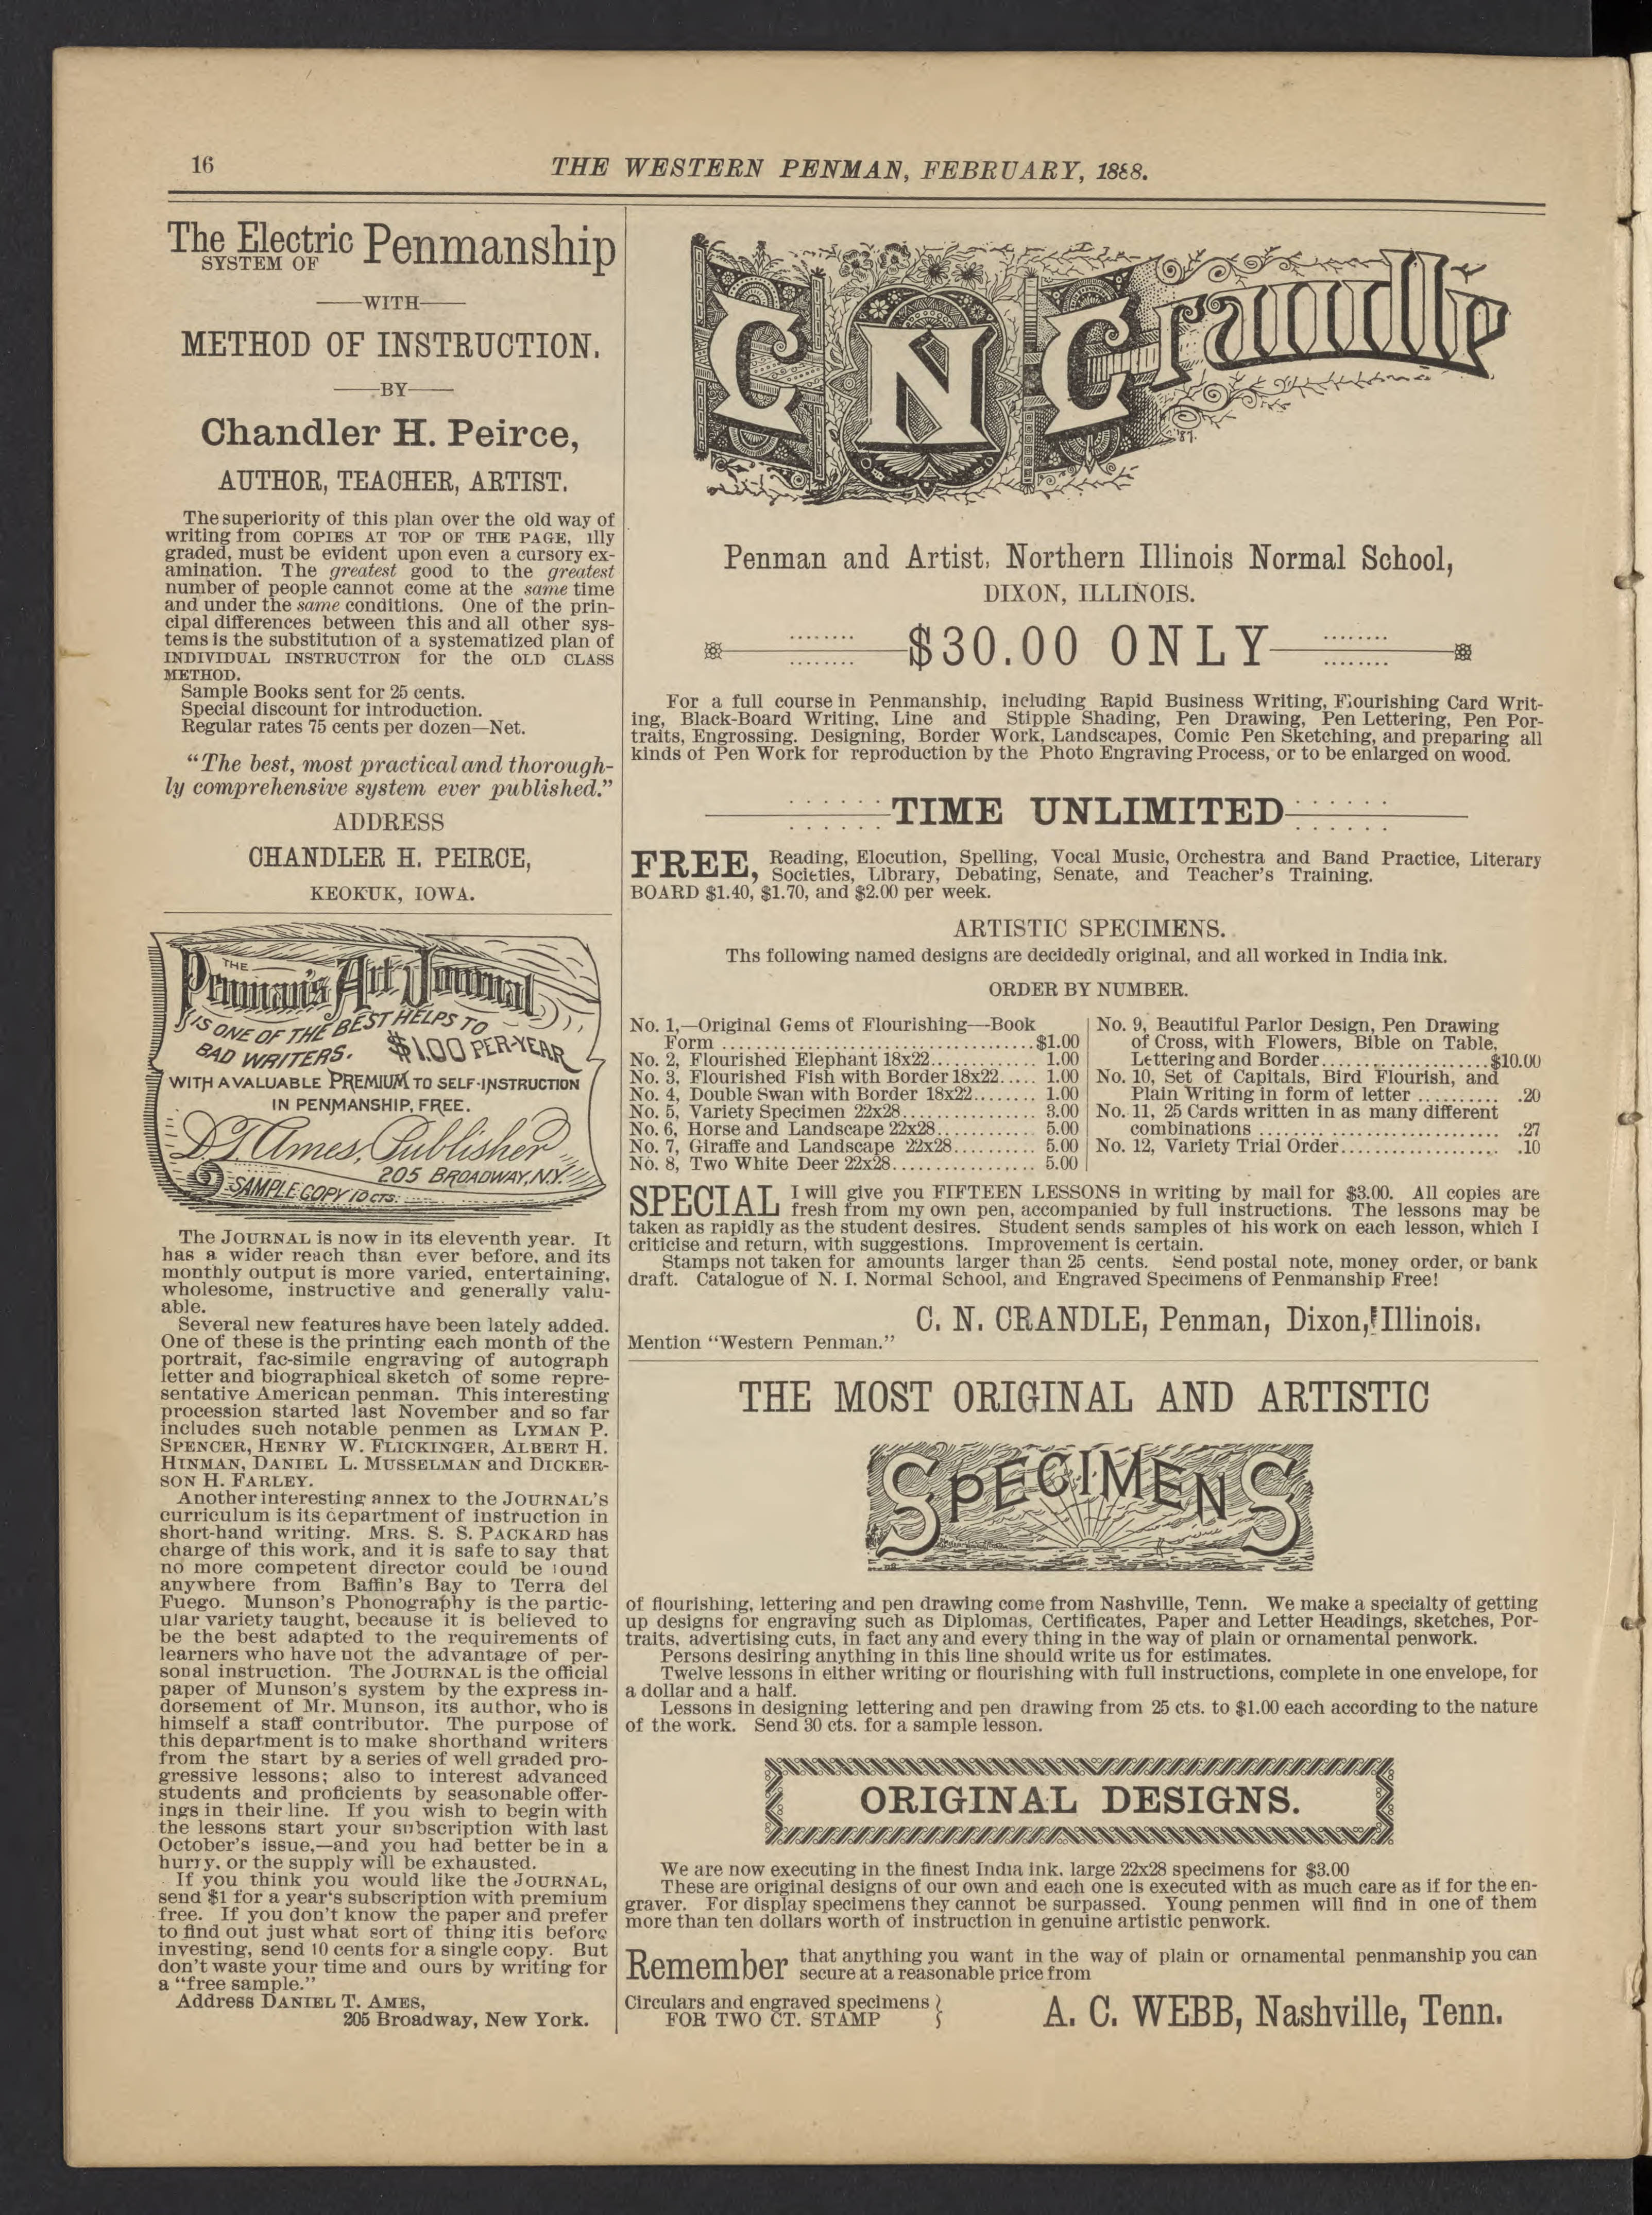 16
THE WESTERN PENMAN, FEBRUARY, 1888.
The Electric Penmanship
SYSTEM OF
WITH
METHOD OF INSTRUCTION.
BY
Chandler H. Peirce,
AUTHOR, TEACHER, ARTIST.
The superiority of this plan over the old way of
writing from COPIES AT TOP OF THE PAGE, illy
graded, must be evident upon even a cursory ex-
amination. The greatest good to the greatest
number of people cannot come at the same time
and under the same conditions. One of the prin-
cipal differences between this and all other sys-
tems is the substitution of a systematized plan of
INDIVIDUAL INSTRUCTION for the OLD CLASS
METHOD.
Sample Books sent for 25 cents.
Special discount for introduction.
Regular rates 75 cents per dozen—Net.
"The best, most practical and thorough-
ly comprehensive system ever published."
ADDRESS
CHANDLER H. PEIRCE,
KEOKUK, IOWA.
THE
Penman's Art Journal
IS ONE OF THE BEST HELPS TO
BAD WRITERS. $1.00 PER-YEAR
WITH A VALUABLE PREMIUM TO SELF-INSTRUCTION
IN PENMANSHIP, FREE.
D. T. Ames, Publisher
205 BROADWAY, N.Y.
SAMPLE COPY 10 CTS.
The JOURNAL is now in its eleventh year. It
has a wider reach than ever before, and its
monthly output is more varied, entertaining,
wholesome, instructive and generally valu-
able.
Several new features have been lately added.
One of these is the printing each month of the
portrait, fac-simile engraving of autograph
letter and biographical sketch of some repre-
sentative American penman. This interesting
procession started last November and so far
includes such notable penmen as LYMAN P.
SPENCER, HENRY W. FLICKINGER, ALBERT H.
HINMAN, DANIEL L. MUSSELMAN and DICKER-
SON H. FARLEY.
Another interesting annex to the JOURNAL'S
curriculum is its department of instruction in
short-hand writing. MRS. S. S. PACKARD has
charge of this work, and it is safe to say that
no more competent director could be found
anywhere from Baffin's Bay to Terra del
Fuego. Munson's Phonography is the partic-
ular variety taught, because it is believed to
be the best adapted to the requirements of
learners who have not the advantage of per-
sonal instruction. The JOURNAL is the official
paper of Munson's system by the express in-
dorsement of Mr. Munson, its author, who is
himself a staff contributor. The purpose of
this department is to make shorthand writers
from the start by a series of well graded pro-
gressive lessons; also to interest advanced
students and proficients by seasonable offer-
ings in their line. If you wish to begin with
the lessons start your subscription with last
October's issue,—and you had better be in a
hurry, or the supply will be exhausted.
If you think you would like the JOURNAL,
send $1 for a year's subscription with premium
free. If you don't know the paper and prefer
to find out just what sort of thing itis before
investing, send 10 cents for a single copy. But
don't waste your time and ours by writing for
a "free sample."
Address DANIEL T. AMES,
205 Broadway, New York.
C N Crandle
'87.
Penman and Artist, Northern Illinois Normal School,
DIXON, ILLINOIS.
$30.00 ONLY
For a full course in Penmanship, including Rapid Business Writing, Flourishing Card Writ-
ing, Black-Board Writing, Line and Stipple Shading, Pen Drawing, Pen Lettering, Pen Por-
traits, Engrossing. Designing, Border Work, Landscapes, Comic Pen Sketching, and preparing all
kinds of Pen Work for reproduction by the Photo Engraving Process, or to be enlarged on wood.
TIME UNLIMITED
FREE, Reading, Elocution, Spelling, Vocal Music, Orchestra and Band Practice, Literary
Societies, Library, Debating, Senate, and Teacher's Training.
BOARD $1.40, $1.70, and $2.00 per week.
ARTISTIC SPECIMENS.
Ths following named designs are decidedly original, and all worked in India ink.
ORDER BY NUMBER.
No. 1,—Original Gems of Flourishing—Book
Form ........ $1.00
No. 2, Flourished Elephant 18x22........ 1.00
No. 3, Flourished Fish with Border 18x22..... 1.00
No. 4, Double Swan with Border 18x22........ 1.00
No. 5, Variety Specimen 22x28........ 3.00
No. 6, Horse and Landscape 22x28........ 5.00
No. 7, Giraffe and Landscape 22x28........ 5.00
No. 8, Two White Deer 22x28........ 5.00
No. 9, Beautiful Parlor Design, Pen Drawing
of Cross, with Flowers, Bible on Table,
Lettering and Border........ $10.00
No. 10, Set of Capitals, Bird Flourish, and
Plain Writing in form of letter ........ .20
No. 11, 25 Cards written in as many different
combinations ........ .27
No. 12, Variety Trial Order........ .10
SPECIAL I will give you FIFTEEN LESSONS in writing by mail for $3.00. All copies are
fresh from my own pen, accompanied by full instructions. The lessons may be
taken as rapidly as the student desires. Student sends samples of his work on each lesson, which I
criticise and return, with suggestions. Improvement is certain.
Stamps not taken for amounts larger than 25 cents. Send postal note, money order, or bank
draft. Catalogue of N. I. Normal School, and Engraved Specimens of Penmanship Free!
C. N. CRANDLE, Penman, Dixon, Illinois.
Mention "Western Penman."
THE MOST ORIGINAL AND ARTISTIC
SPECIMENS
of flourishing, lettering and pen drawing come from Nashville, Tenn. We make a specialty of getting
up designs for engraving such as Diplomas, Certificates, Paper and Letter Headings, sketches, Por-
traits, advertising cuts, in fact any and every thing in the way of plain or ornamental penwork.
Persons desiring anything in this line should write us for estimates.
Twelve lessons in either writing or flourishing with full instructions, complete in one envelope, for
a dollar and a half.
Lessons in designing lettering and pen drawing from 25 cts. to $1.00 each according to the nature
of the work. Send 30 cts. for a sample lesson.
ORIGINAL DESIGNS.
We are now executing in the finest India ink, large 22x28 specimens for $3.00
These are original designs of our own and each one is executed with as much care as if for the en-
graver. For display specimens they cannot be surpassed. Young penmen will find in one of them
more than ten dollars worth of instruction in genuine artistic penwork.
Remember that anything you want in the way of plain or ornamental penmanship you can
secure at a reasonable price from
Circulars and engraved specimens
FOR TWO CT. STAMP
A. C. WEBB, Nashville, Tenn.